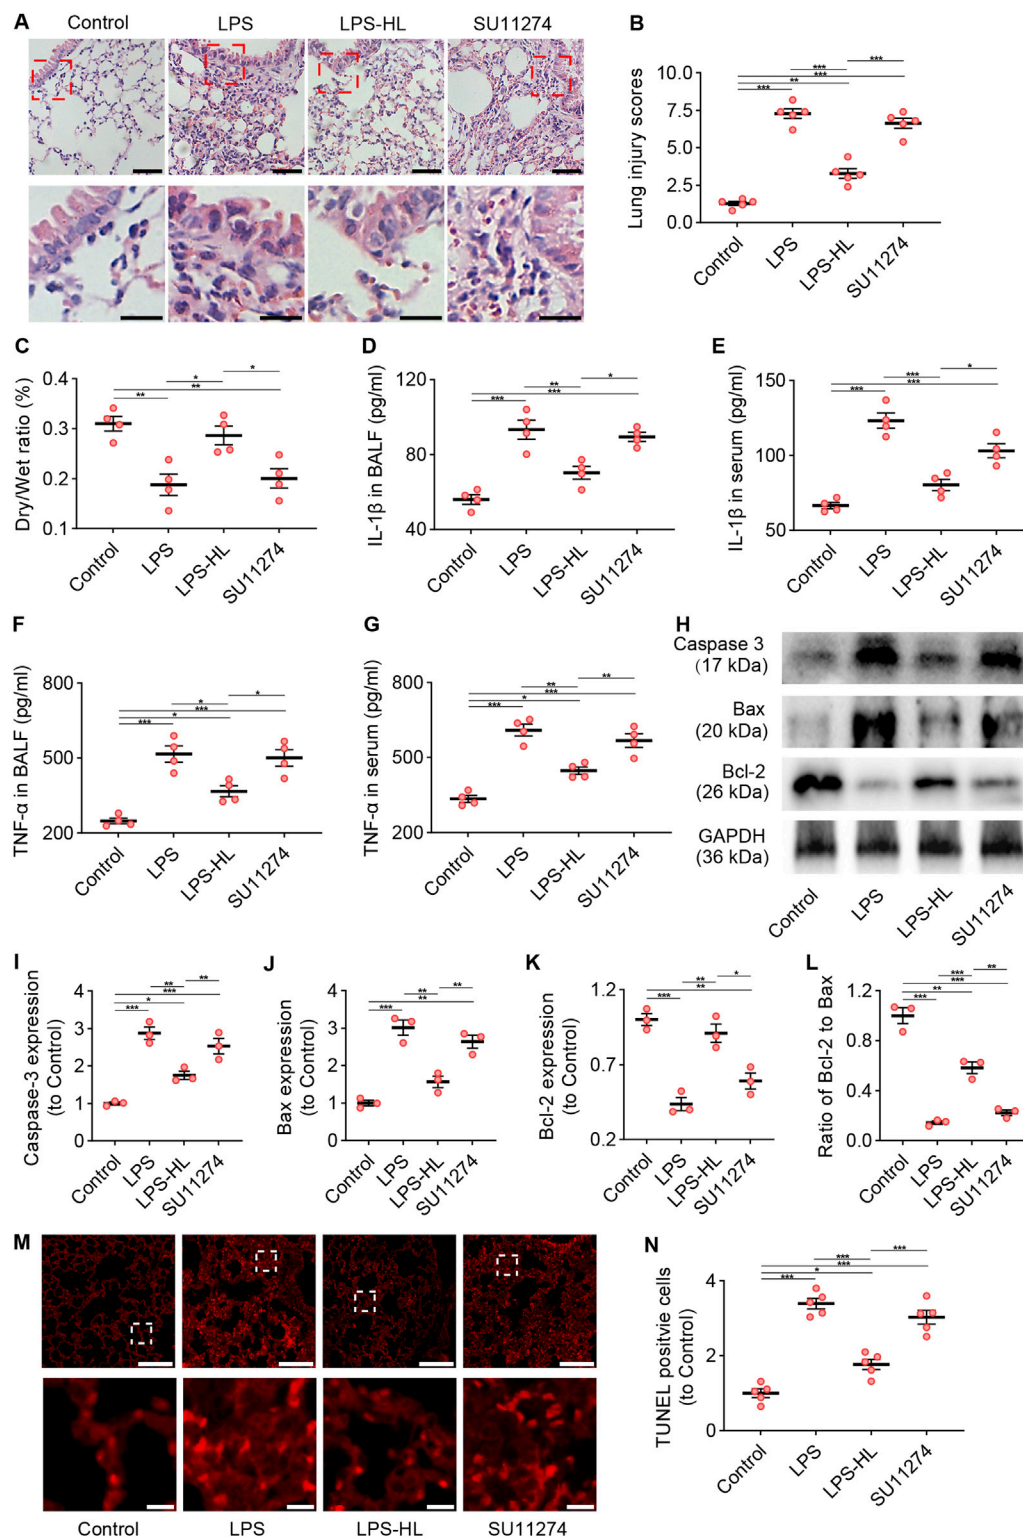 A
Control
LPS
LPS-HL
SU11274
B
Lung injury scores
10.0
7.5
5.0
2.5
0.0
***
***
***
**
***
Control
LPS
LPS-HL
SU11274
C
Dry/Wet ratio (%)
0.4
0.3
0.2
0.1
*
*
**
**
Control
LPS
LPS-HL
SU11274
D
IL-1β in BALF (pg/ml)
120
80
40
*
**
***
***
Control
LPS
LPS-HL
SU11274
E
IL-1β in serum (pg/ml)
150
100
50
*
***
***
***
Control
LPS
LPS-HL
SU11274
F
TNF-α in BALF (pg/ml)
800
500
200
*
*
***
*
***
Control
LPS
LPS-HL
SU11274
G
TNF-α in serum (pg/ml)
800
500
200
**
**
***
*
***
Control
LPS
LPS-HL
SU11274
H
Caspase 3
(17 kDa)
Bax
(20 kDa)
Bcl-2
(26 kDa)
GAPDH
(36 kDa)
Control
LPS
LPS-HL
SU11274
I
Caspase-3 expression
(to Control)
4
3
2
1
0
**
**
***
*
***
Control
LPS
LPS-HL
SU11274
J
Bax expression
(to Control)
4
3
2
1
0
**
**
**
***
Control
LPS
LPS-HL
SU11274
K
Bcl-2 expression
(to Control)
1.2
0.7
0.2
*
**
**
***
Control
LPS
LPS-HL
SU11274
L
Ratio of Bcl-2 to Bax
1.2
0.8
0.4
0.0
**
***
***
**
***
Control
LPS
LPS-HL
SU11274
M
Control
LPS
LPS-HL
SU11274
N
TUNEL positvie cells
(to Control)
4
2
0
***
***
***
*
***
Control
LPS
LPS-HL
SU11274